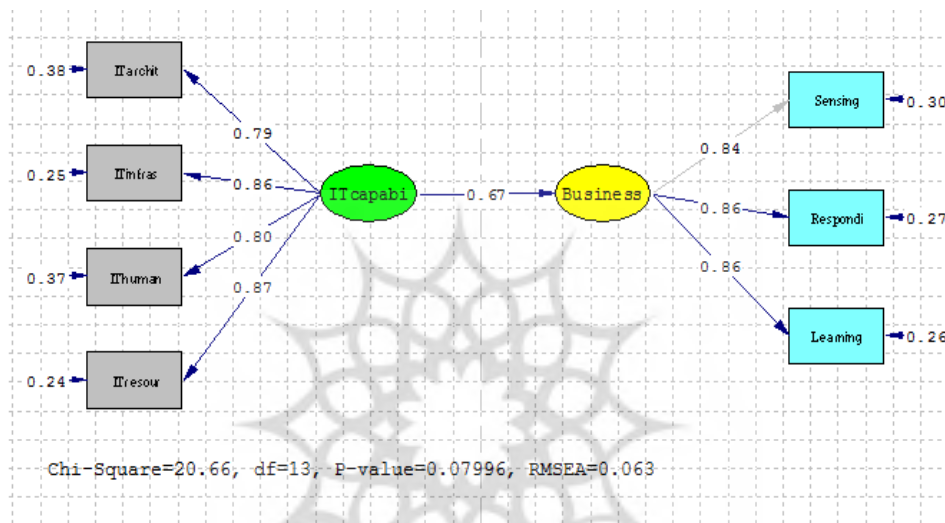 0.38
ITarchit
0.79
0.25
ITinfras
0.86
0.37
IThuman
0.80
0.24
ITresour
0.87
ITcapabi
0.67
Business
0.84
Sensing
0.30
0.86
Respondi
0.27
0.86
Learning
0.26
Chi-Square=20.66, df=13, P-value=0.07996, RMSEA=0.063